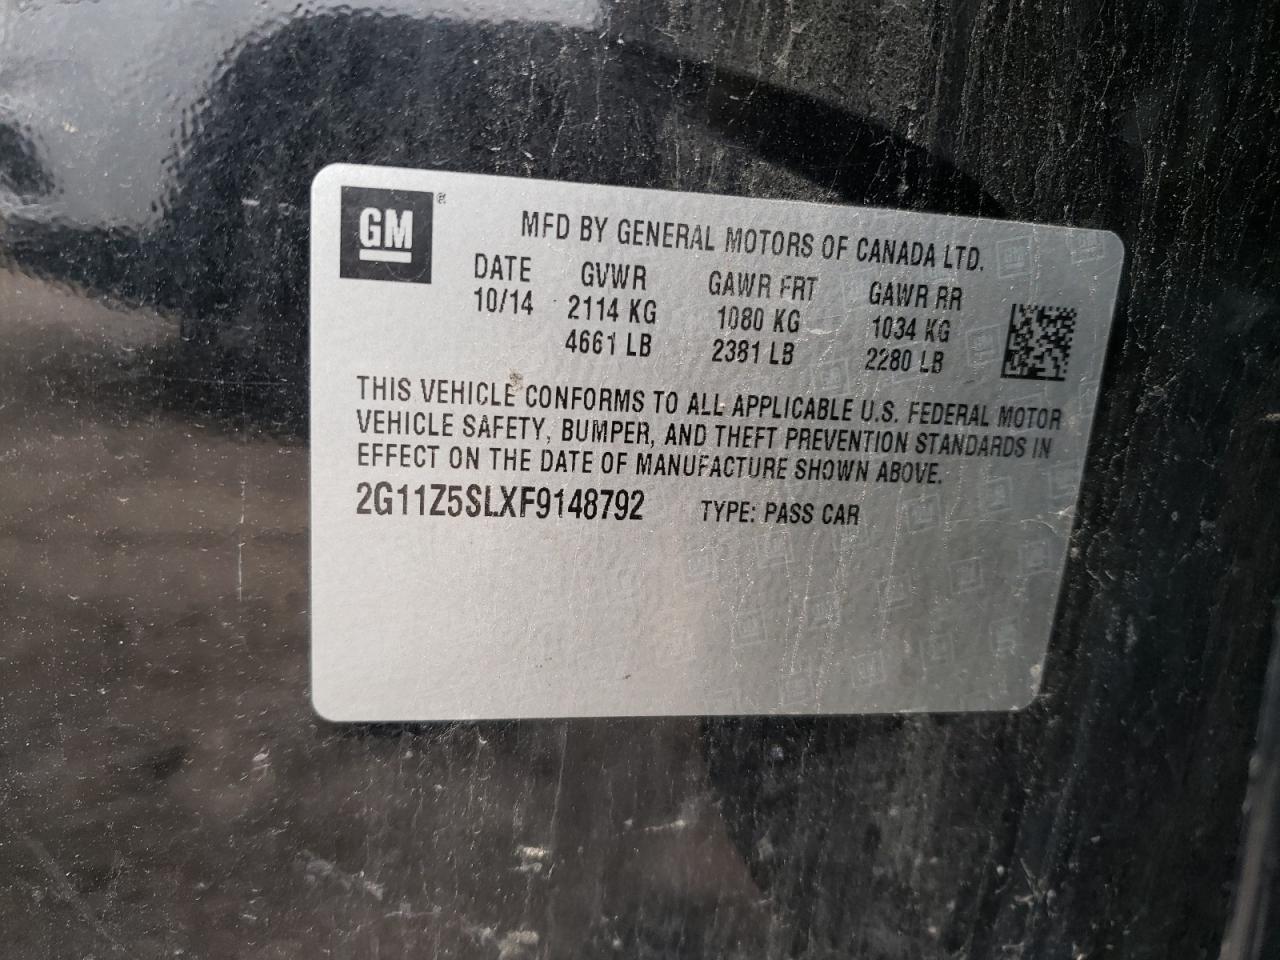 GM®
MFD BY GENERAL MOTORS OF CANADA LTD.
DATE GVWR GAWR FRT GAWR RR
10/14 2114 KG 1080 KG 1034 KG
4661 LB 2381 LB 2280 LB
THIS VEHICLE CONFORMS TO ALL APPLICABLE U.S. FEDERAL MOTOR
VEHICLE SAFETY, BUMPER, AND THEFT PREVENTION STANDARDS IN
EFFECT ON THE DATE OF MANUFACTURE SHOWN ABOVE.
2G11Z5SLXF9148792 TYPE: PASS CAR